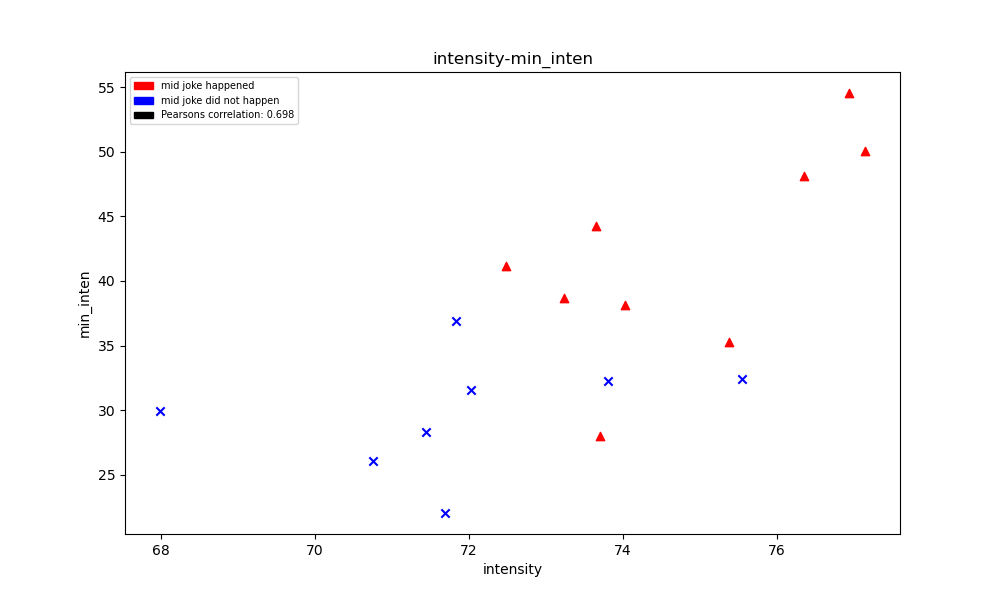 intensity-min_inten
mid joke happened
mid joke did not happen
Pearsons correlation: 0.698
55
50
45
40
35
30
25
min_inten
68 70 72 74 76
intensity